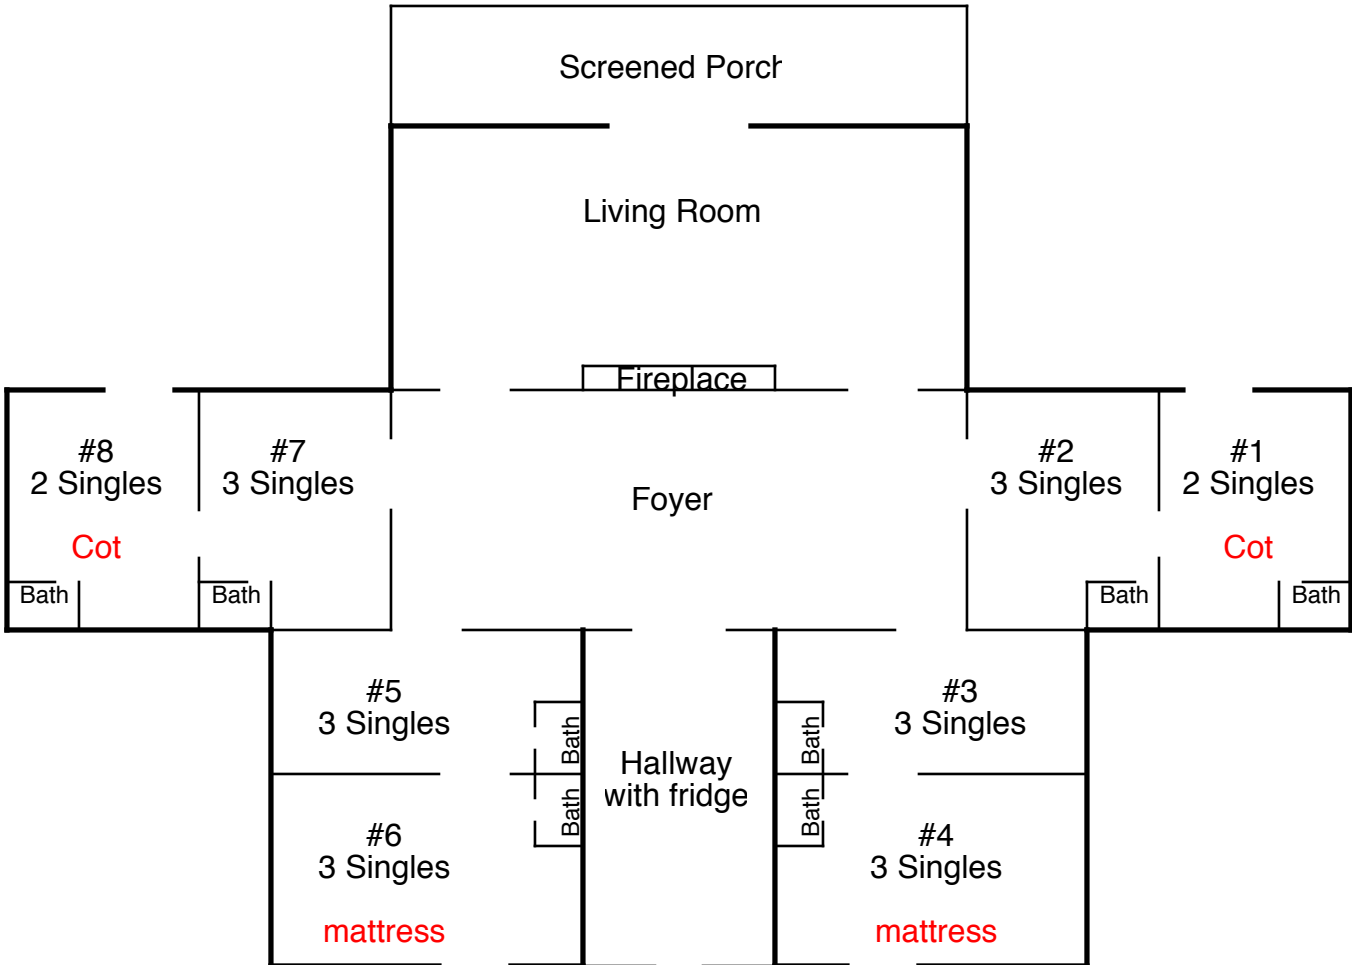 Screened Porch
Living Room
Fireplace
#8
2 Singles
Cot
Bath
#7
3 Singles
Bath
Foyer
#2
3 Singles
Bath
#1
2 Singles
Cot
Bath
#5
3 Singles
Bath
#3
3 Singles
Bath
Hallway
with fridge
#6
3 Singles
mattress
Bath
#4
3 Singles
mattress
Bath